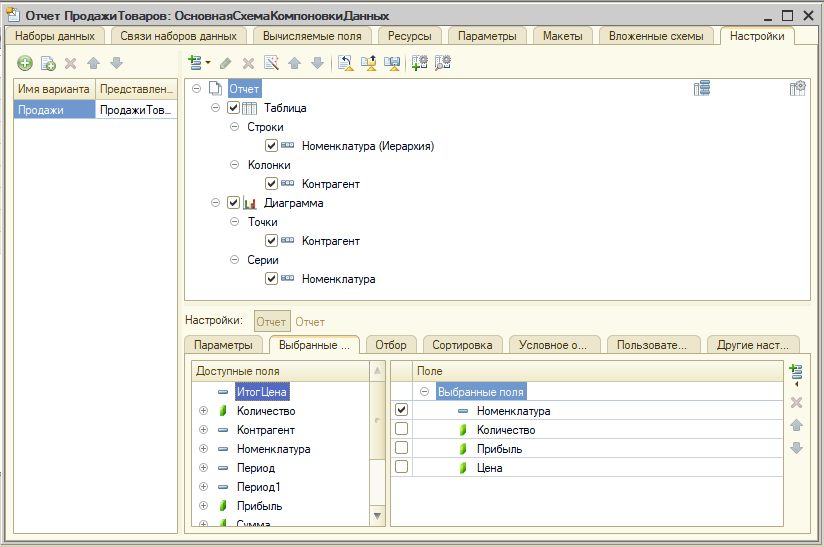 Отчет ПродажиТоваров: ОсновнаяСхемаКомпоновкиДанных
Наборы данных Связи наборов данных Вычисляемые поля Ресурсы Параметры Макеты Вложенные схемы Настройки
Имя варианта Представлен...
Продажи ПродажиТов...
Отчет
Таблица
Строки
Номенклатура (Иерархия)
Колонки
Контрагент
Диаграмма
Точки
Контрагент
Серии
Номенклатура
Настройки: Отчет Отчет
Параметры Выбранные ... Отбор Сортировка Условное о... Пользовате... Другие наст...
Доступные поля
ИтогЦена
Количество
Контрагент
Номенклатура
Период
Период1
Прибыль
Сумма
Поле
Выбранные поля
Номенклатура
Количество
Прибыль
Цена